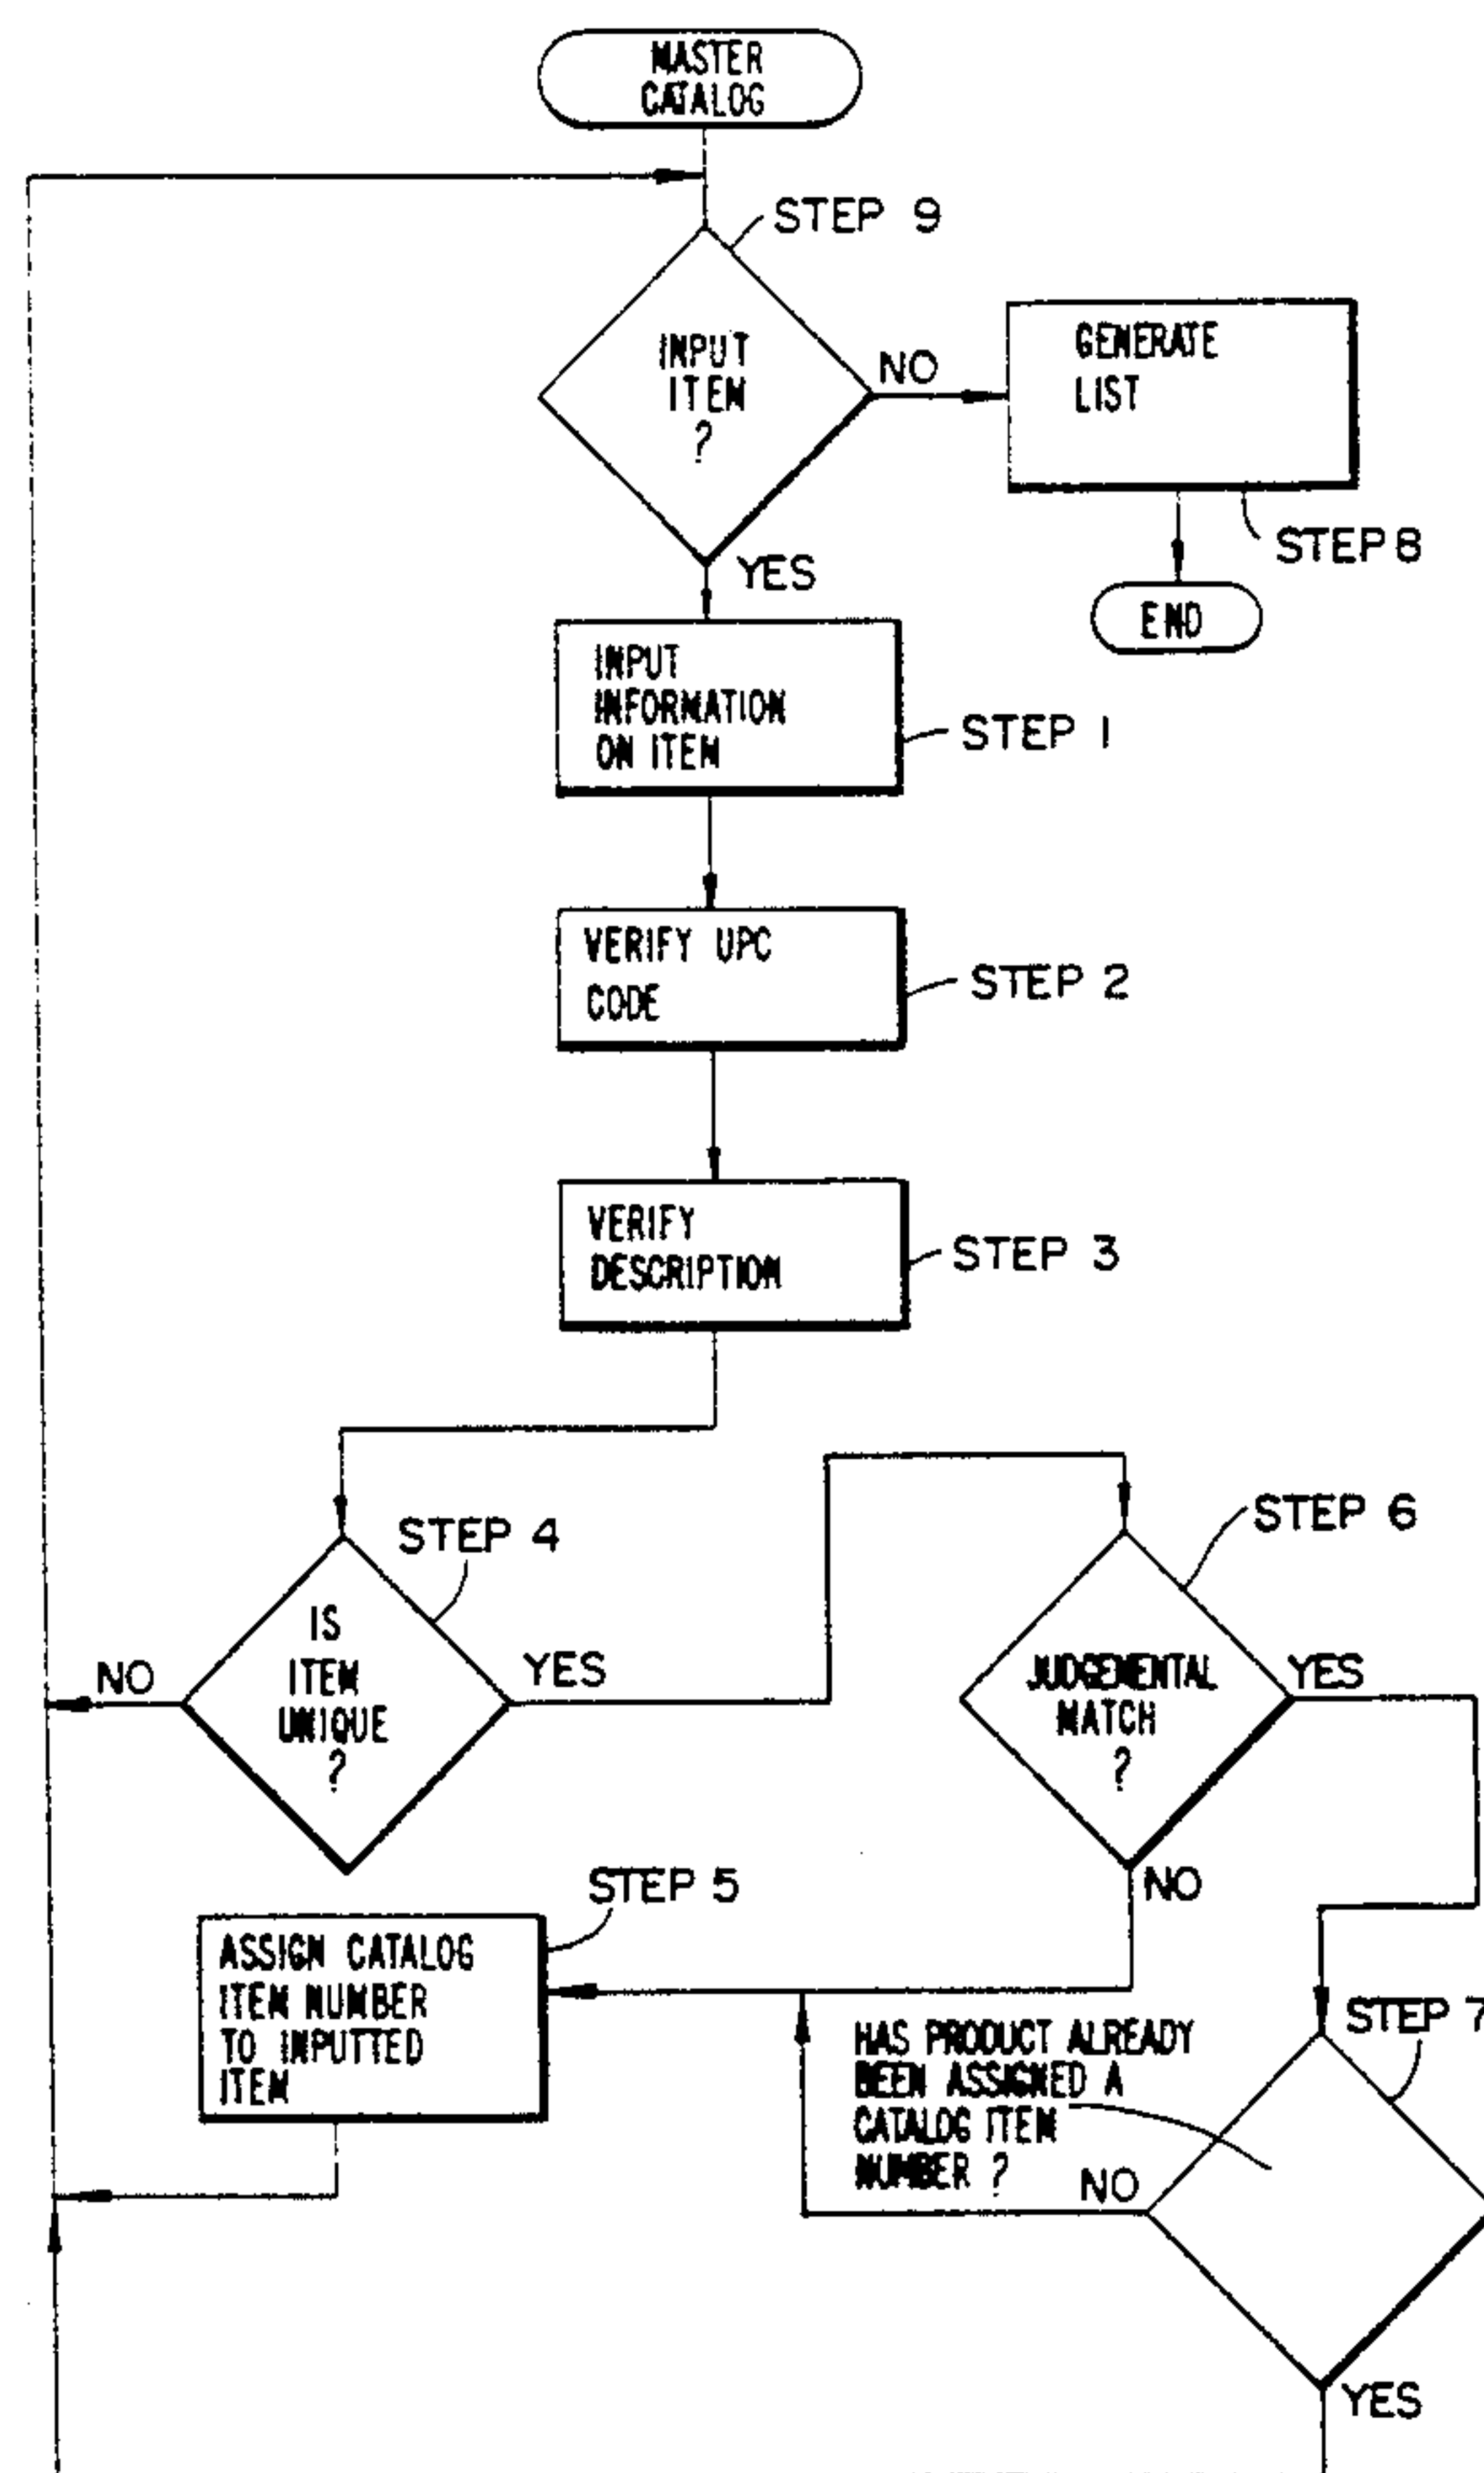 MASTER
CATALOG
STEP 9
INPUT
ITEM
?
NO
GENERATE
LIST
STEP 8
END
YES
INPUT
INFORMATION
ON ITEM
STEP 1
VERIFY UPC
CODE
STEP 2
VERIFY
DESCRIPTION
STEP 3
STEP 4
IS
ITEM
UNIQUE
?
NO
YES
STEP 6
JUDGEMENTAL
MATCH
?
YES
NO
STEP 5
ASSIGN CATALOG
ITEM NUMBER
TO INPUTTED
ITEM
STEP 7
HAS PRODUCT ALREADY
BEEN ASSIGNED A
CATALOG ITEM
NUMBER ?
NO
YES